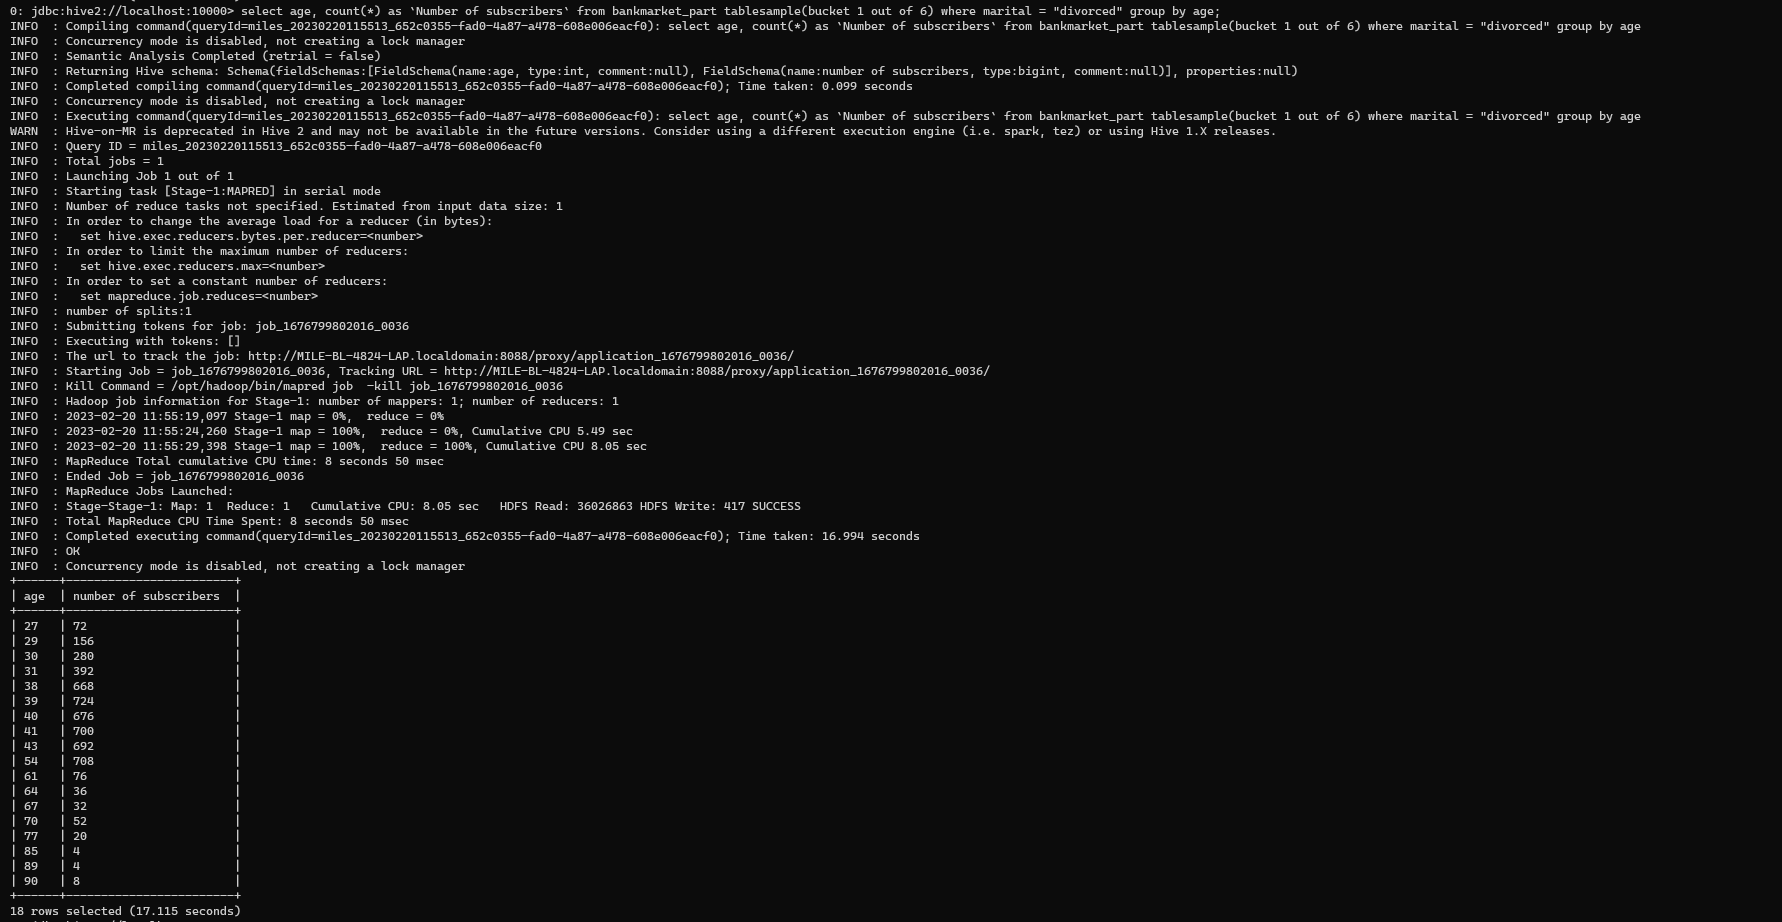 0: jdbc:hive2://localhost:10000> select age, count(*) as `Number of subscribers` from bankmarket_part tablesample(bucket 1 out of 6) where marital = "divorced" group by age;
INFO  : Compiling command(queryId=miles_20230220115513_652c0355-fad0-4a87-a478-608e006eacf0): select age, count(*) as `Number of subscribers` from bankmarket_part tablesample(bucket 1 out of 6) where marital = "divorced" group by age
INFO  : Concurrency mode is disabled, not creating a lock manager
INFO  : Semantic Analysis Completed (retrial = false)
INFO  : Returning Hive schema: Schema(fieldSchemas:[FieldSchema(name:age, type:int, comment:null), FieldSchema(name:number of subscribers, type:bigint, comment:null)], properties:null)
INFO  : Completed compiling command(queryId=miles_20230220115513_652c0355-fad0-4a87-a478-608e006eacf0); Time taken: 0.099 seconds
INFO  : Concurrency mode is disabled, not creating a lock manager
INFO  : Executing command(queryId=miles_20230220115513_652c0355-fad0-4a87-a478-608e006eacf0): select age, count(*) as `Number of subscribers` from bankmarket_part tablesample(bucket 1 out of 6) where marital = "divorced" group by age
WARN  : Hive-on-MR is deprecated in Hive 2 and may not be available in the future versions. Consider using a different execution engine (i.e. spark, tez) or using Hive 1.X releases.
INFO  : Query ID = miles_20230220115513_652c0355-fad0-4a87-a478-608e006eacf0
INFO  : Total jobs = 1
INFO  : Launching Job 1 out of 1
INFO  : Starting task [Stage-1:MAPRED] in serial mode
INFO  : Number of reduce tasks not specified. Estimated from input data size: 1
INFO  : In order to change the average load for a reducer (in bytes):
INFO  :   set hive.exec.reducers.bytes.per.reducer=<number>
INFO  : In order to limit the maximum number of reducers:
INFO  :   set hive.exec.reducers.max=<number>
INFO  : In order to set a constant number of reducers:
INFO  :   set mapreduce.job.reduces=<number>
INFO  : number of splits:1
INFO  : Submitting tokens for job: job_1676799802016_0036
INFO  : Executing with tokens: []
INFO  : The url to track the job: http://MILE-BL-4824-LAP.localdomain:8088/proxy/application_1676799802016_0036/
INFO  : Starting Job = job_1676799802016_0036, Tracking URL = http://MILE-BL-4824-LAP.localdomain:8088/proxy/application_1676799802016_0036/
INFO  : Kill Command = /opt/hadoop/bin/mapred job  -kill job_1676799802016_0036
INFO  : Hadoop job information for Stage-1: number of mappers: 1; number of reducers: 1
INFO  : 2023-02-20 11:55:19,097 Stage-1 map = 0%,  reduce = 0%
INFO  : 2023-02-20 11:55:24,260 Stage-1 map = 100%,  reduce = 0%, Cumulative CPU 5.49 sec
INFO  : 2023-02-20 11:55:29,398 Stage-1 map = 100%,  reduce = 100%, Cumulative CPU 8.05 sec
INFO  : MapReduce Total cumulative CPU time: 8 seconds 50 msec
INFO  : Ended Job = job_1676799802016_0036
INFO  : MapReduce Jobs Launched:
INFO  : Stage-Stage-1: Map: 1  Reduce: 1   Cumulative CPU: 8.05 sec   HDFS Read: 36026863 HDFS Write: 417 SUCCESS
INFO  : Total MapReduce CPU Time Spent: 8 seconds 50 msec
INFO  : Completed executing command(queryId=miles_20230220115513_652c0355-fad0-4a87-a478-608e006eacf0); Time taken: 16.994 seconds
INFO  : OK
INFO  : Concurrency mode is disabled, not creating a lock manager
+------+------------------------+
| age  | number of subscribers  |
+------+------------------------+
| 27   | 72                     |
| 29   | 156                    |
| 30   | 280                    |
| 31   | 392                    |
| 38   | 668                    |
| 39   | 724                    |
| 40   | 676                    |
| 41   | 700                    |
| 43   | 692                    |
| 54   | 708                    |
| 61   | 76                     |
| 64   | 36                     |
| 67   | 32                     |
| 70   | 52                     |
| 77   | 20                     |
| 85   | 4                      |
| 89   | 4                      |
| 90   | 8                      |
+------+------------------------+
18 rows selected (17.115 seconds)